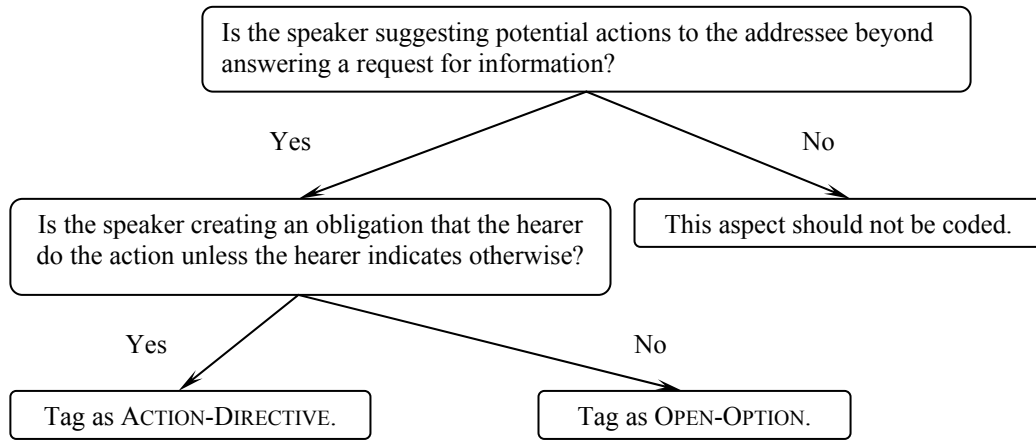 Is the speaker suggesting potential actions to the addressee beyond
answering a request for information?
Yes
No
Is the speaker creating an obligation that the hearer
do the action unless the hearer indicates otherwise?
This aspect should not be coded.
Yes
No
Tag as ACTION-DIRECTIVE.
Tag as OPEN-OPTION.